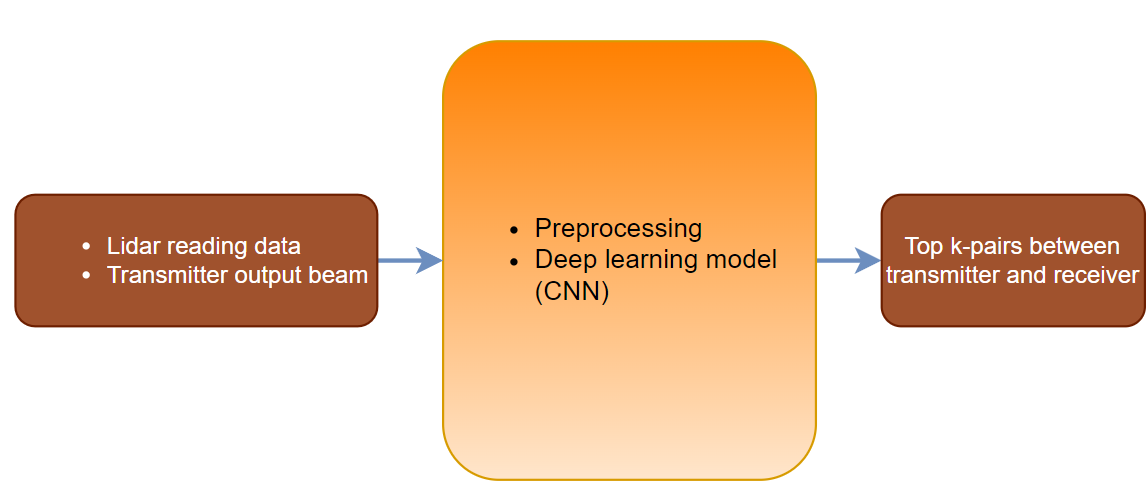 • Lidar reading data
• Transmitter output beam
• Preprocessing
• Deep learning model
(CNN)
Top k-pairs between
transmitter and receiver